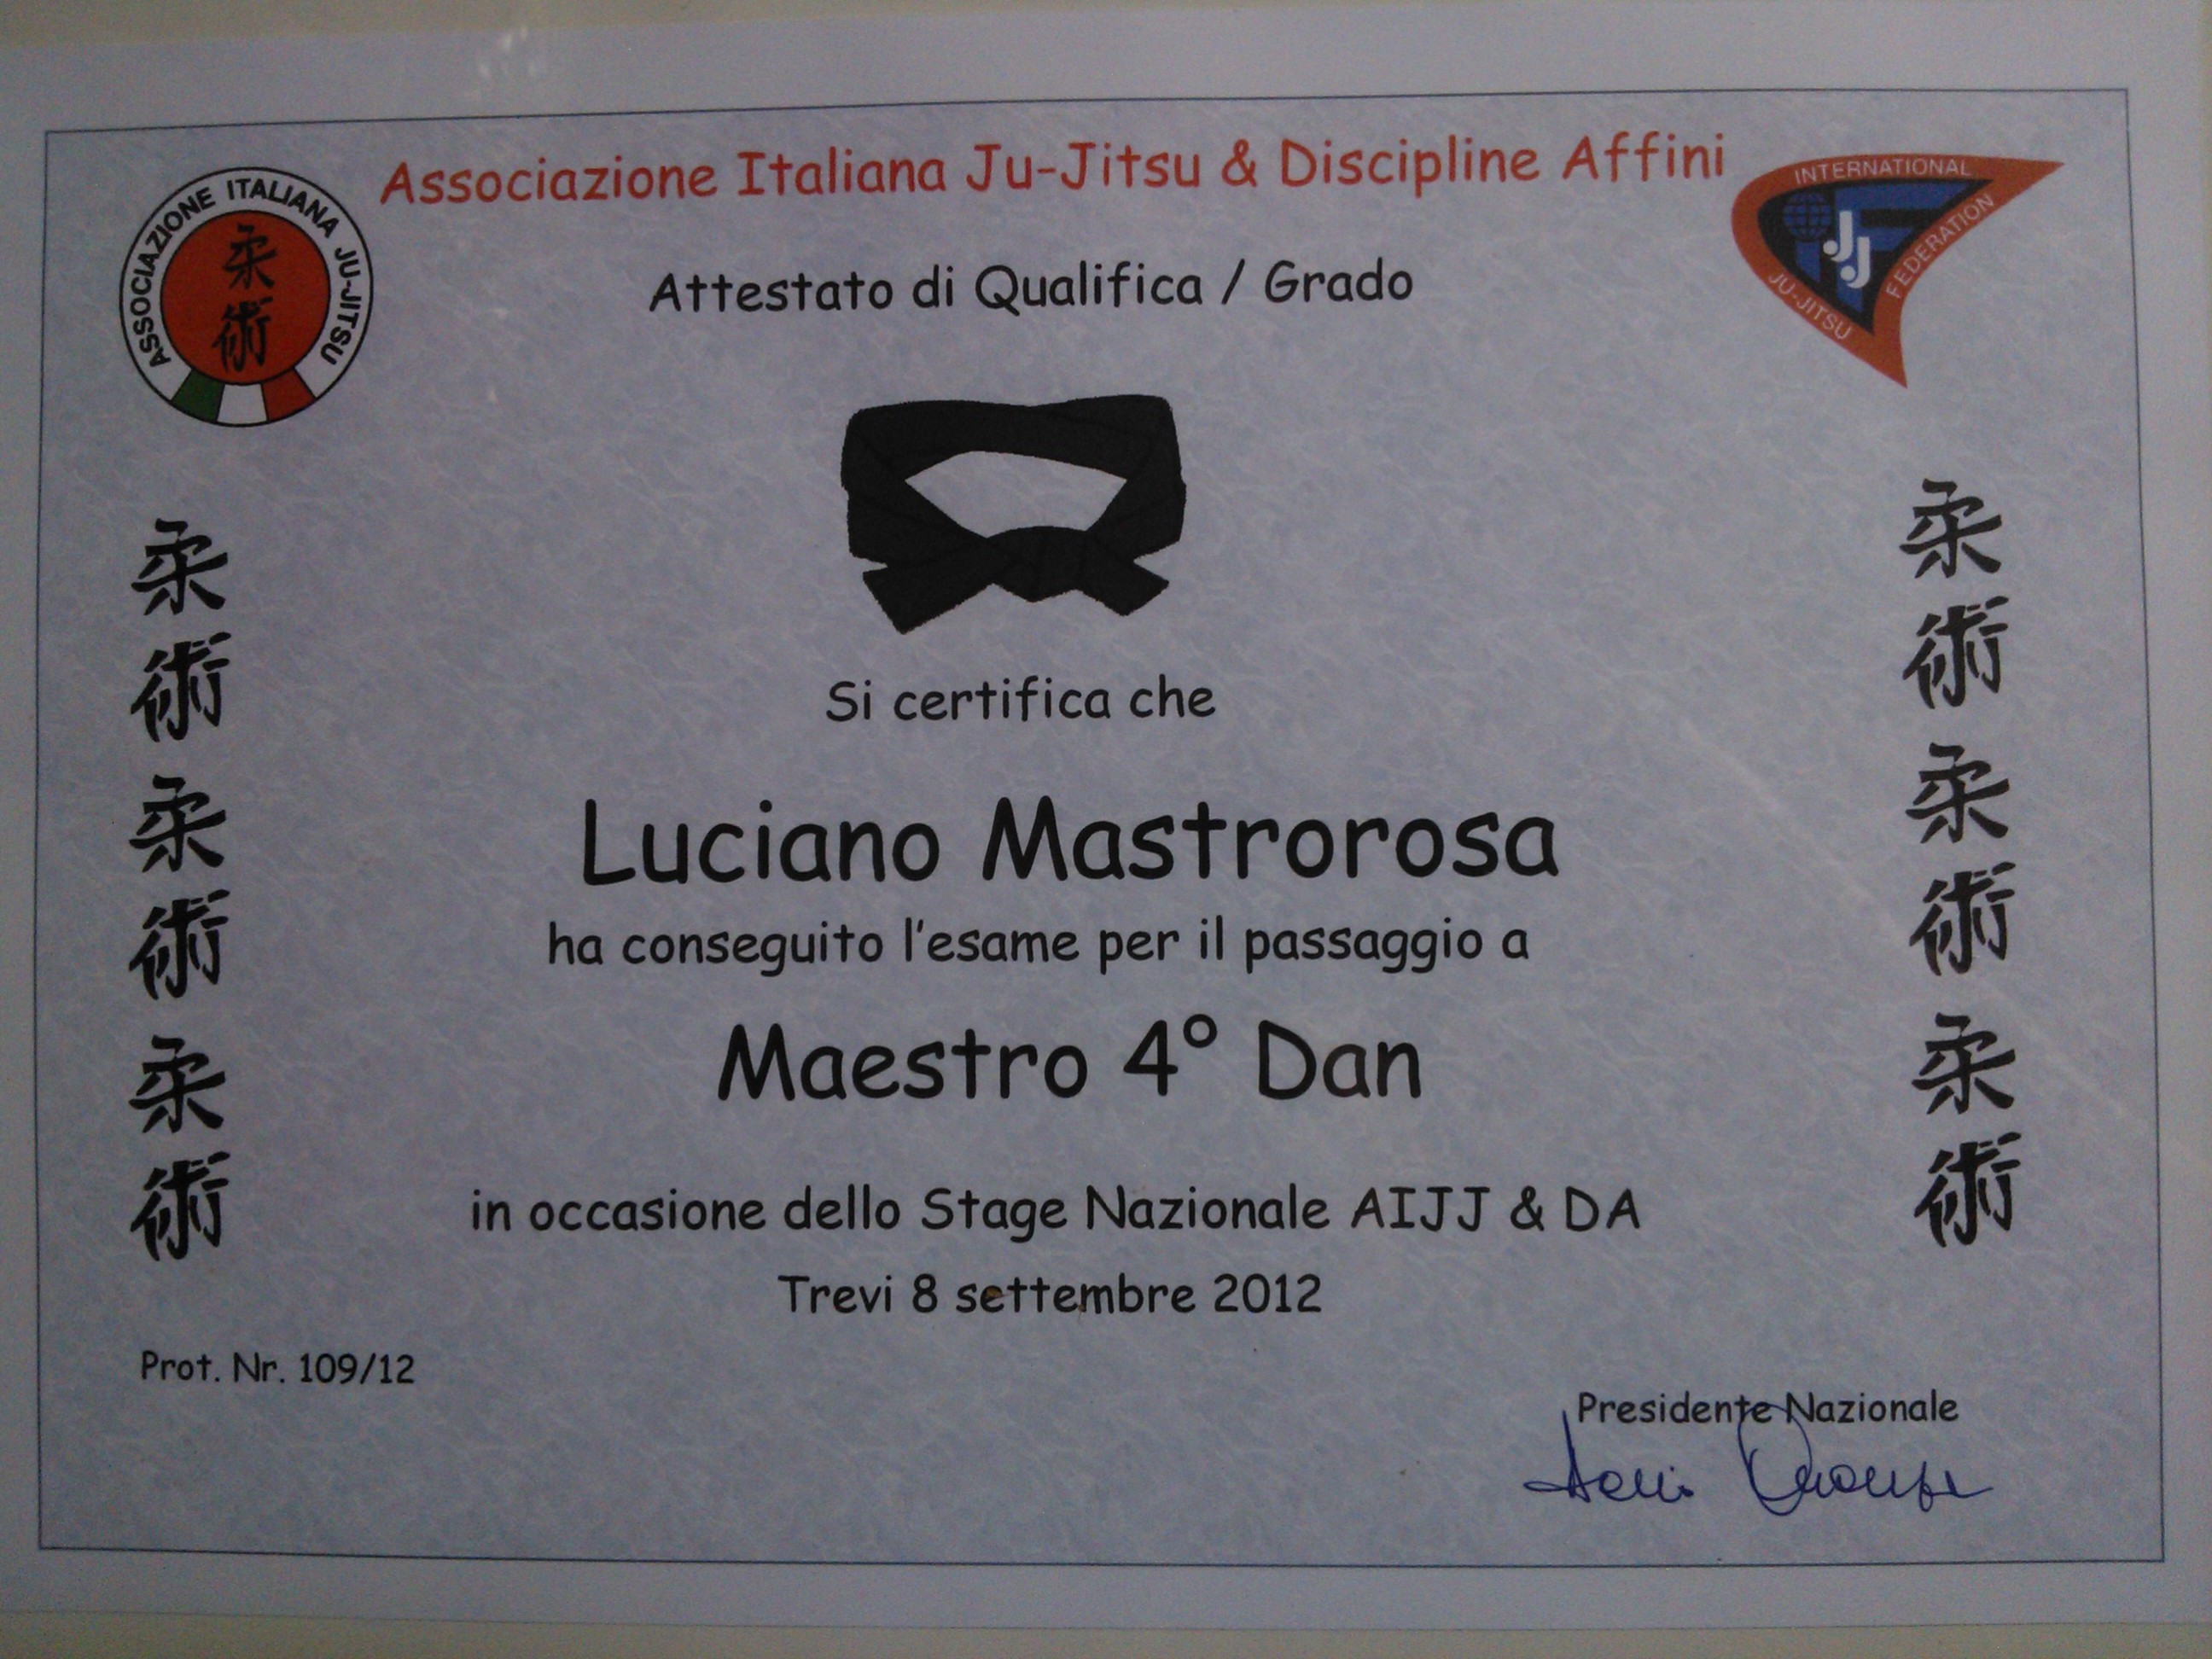 Associazione Italiana Ju-Jitsu & Discipline Affini
ASSOCIAZIONE ITALIANA JU-JITSU
柔術
INTERNATIONAL
JU-JITSU
FEDERATION
JJ
Attestato di Qualifica / Grado
Si certifica che
Luciano Mastrorosa
ha conseguito l'esame per il passaggio a
Maestro 4° Dan
in occasione dello Stage Nazionale AIJJ & DA
Trevi 8 settembre 2012
柔術柔術柔術
柔術柔術柔術
Prot. Nr. 109/12
Presidente Nazionale